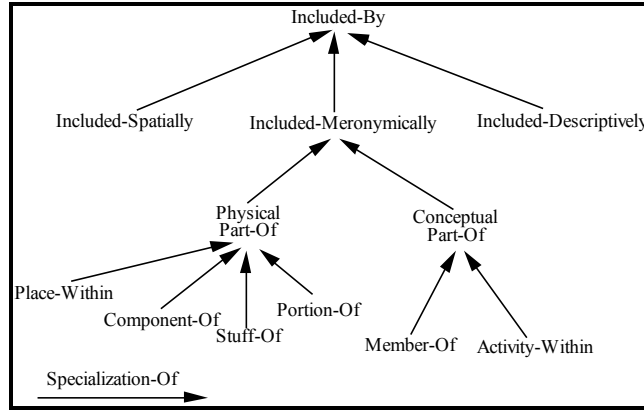 Included-By
Included-Spatially
Included-Meronymically
Included-Descriptively
Physical
Part-Of
Conceptual
Part-Of
Place-Within
Component-Of
Stuff-Of
Portion-Of
Member-Of
Activity-Within
Specialization-Of